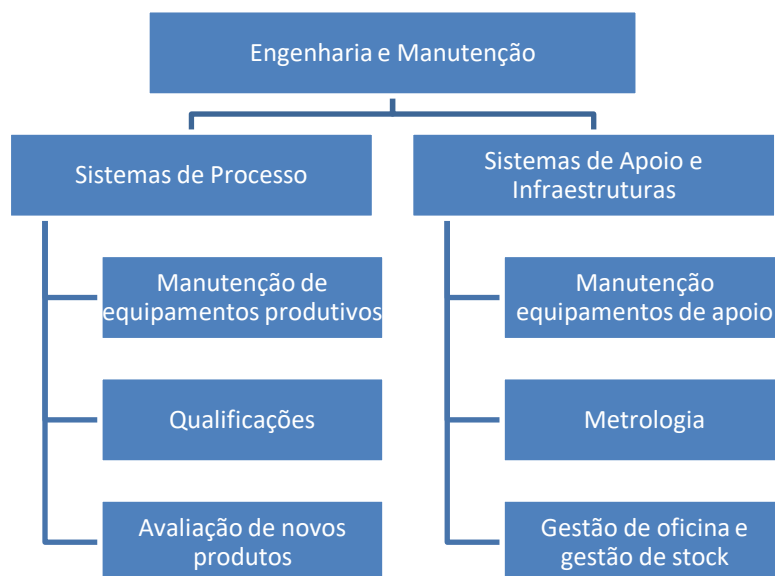 Engenharia e Manutenção
Sistemas de Processo
Sistemas de Apoio e
Infraestruturas
Manutenção de
equipamentos produtivos
Manutenção
equipamentos de apoio
Qualificações
Metrologia
Avaliação de novos
produtos
Gestão de oficina e
gestão de stock